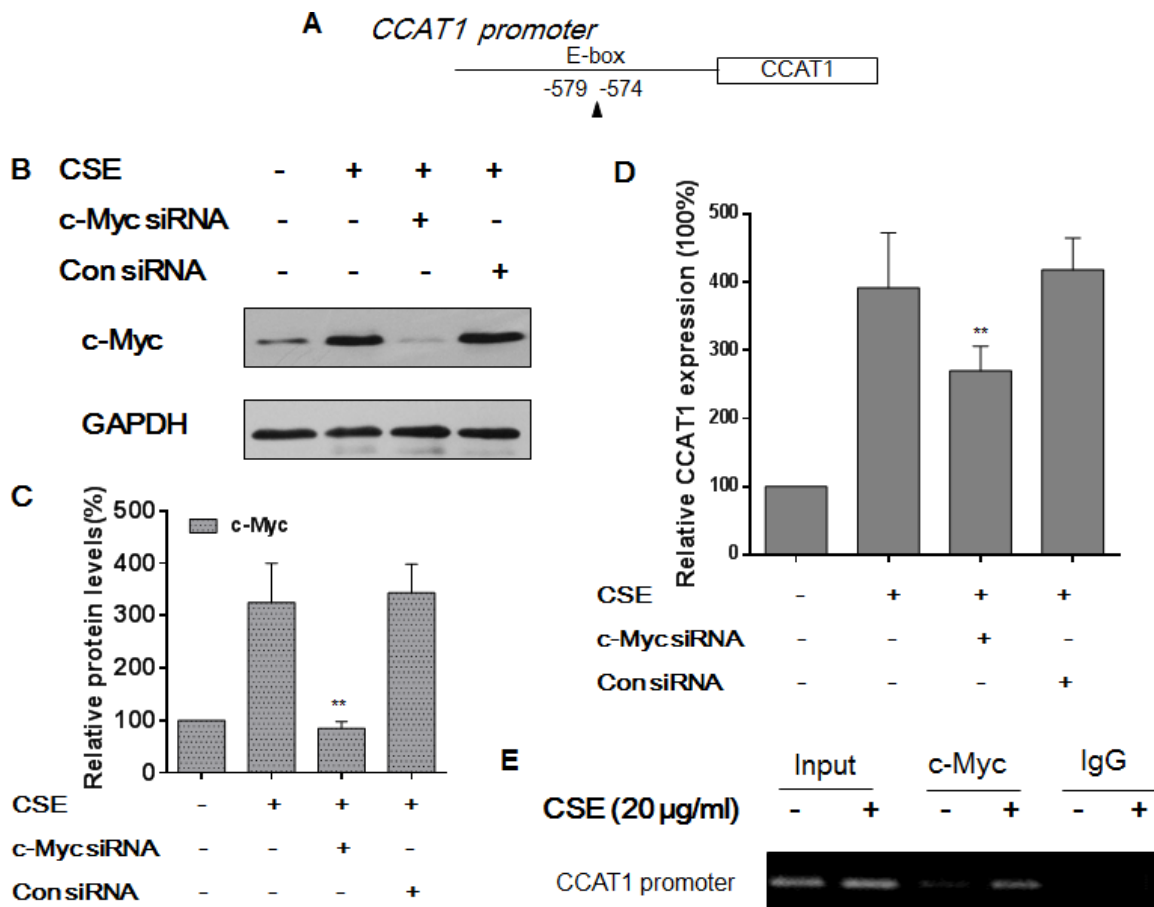 A CCAT1 promoter
E-box
CCAT1
-579 -574
B CSE - + + +
c-Myc siRNA - - + -
Con siRNA - - - +
c-Myc
GAPDH
C
Relative protein levels(%)
500
400
300
200
100
0
c-Myc
**
CSE - + + +
c-Myc siRNA - - + -
Con siRNA - - - +
D
Relative CCAT1 expression (100%)
500
400
300
200
100
0
**
CSE - + + +
c-Myc siRNA - - + -
Con siRNA - - - +
E
Input c-Myc IgG
CSE (20 µg/ml) - + - + - +
CCAT1 promoter